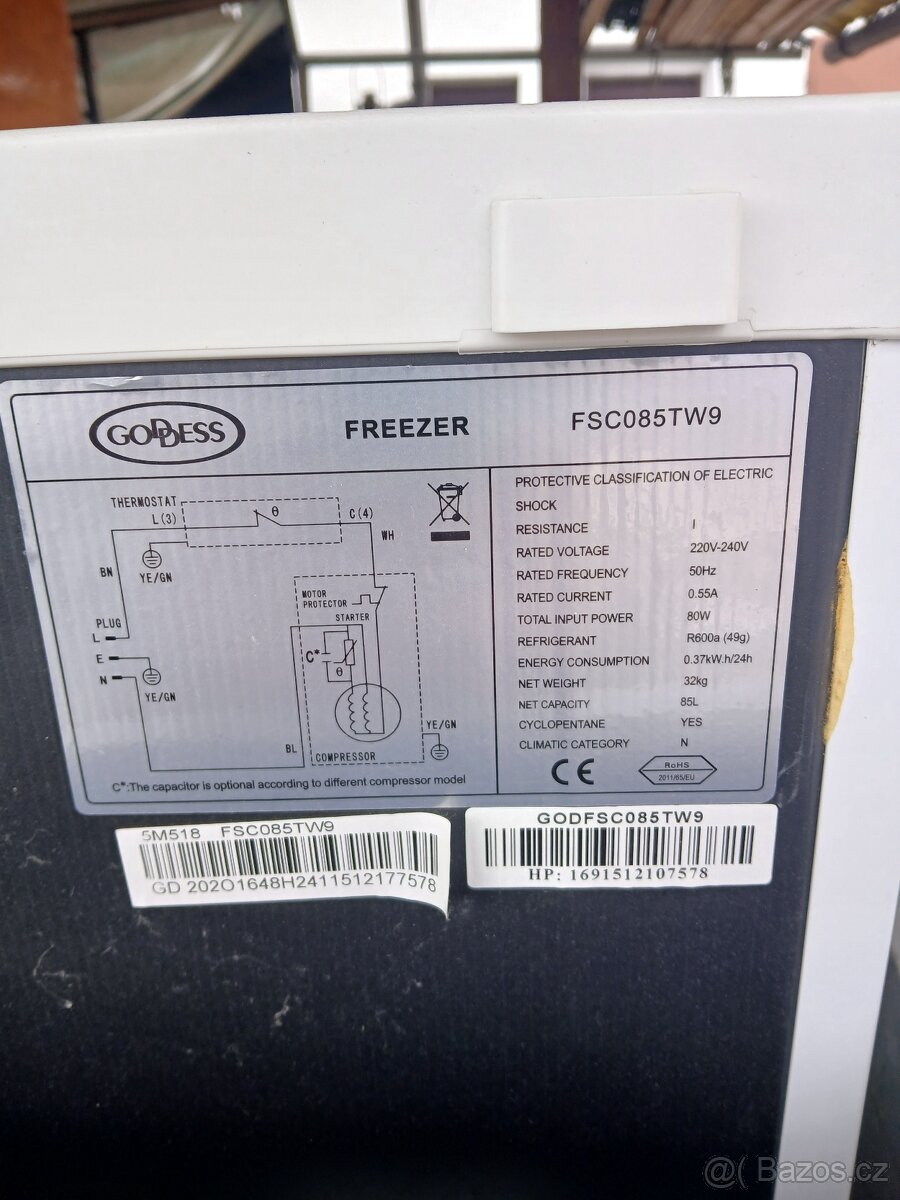 GODDESS
FREEZER
FSC085TW9
THERMOSTAT
L(3)
θ
C(4)
WH
BN
YE/GN
MOTOR
PROTECTOR
STARTER
PLUG
L
C*
E
θ
N
YE/GN
YE/GN
BL
COMPRESSOR
C*:The capacitor is optional according to different compressor model
PROTECTIVE CLASSIFICATION OF ELECTRIC
SHOCK
RESISTANCE I
RATED VOLTAGE 220V-240V
RATED FREQUENCY 50Hz
RATED CURRENT 0.55A
TOTAL INPUT POWER 80W
REFRIGERANT R600a (49g)
ENERGY CONSUMPTION 0.37kW.h/24h
NET WEIGHT 32kg
NET CAPACITY 85L
CYCLOPENTANE YES
CLIMATIC CATEGORY N
CE
RoHS
2011/65/EU
5M518 FSC085TW9
GD 202O1648H2411512177578
GODFSC085TW9
HP: 1691512107578
@( Bazos.cz